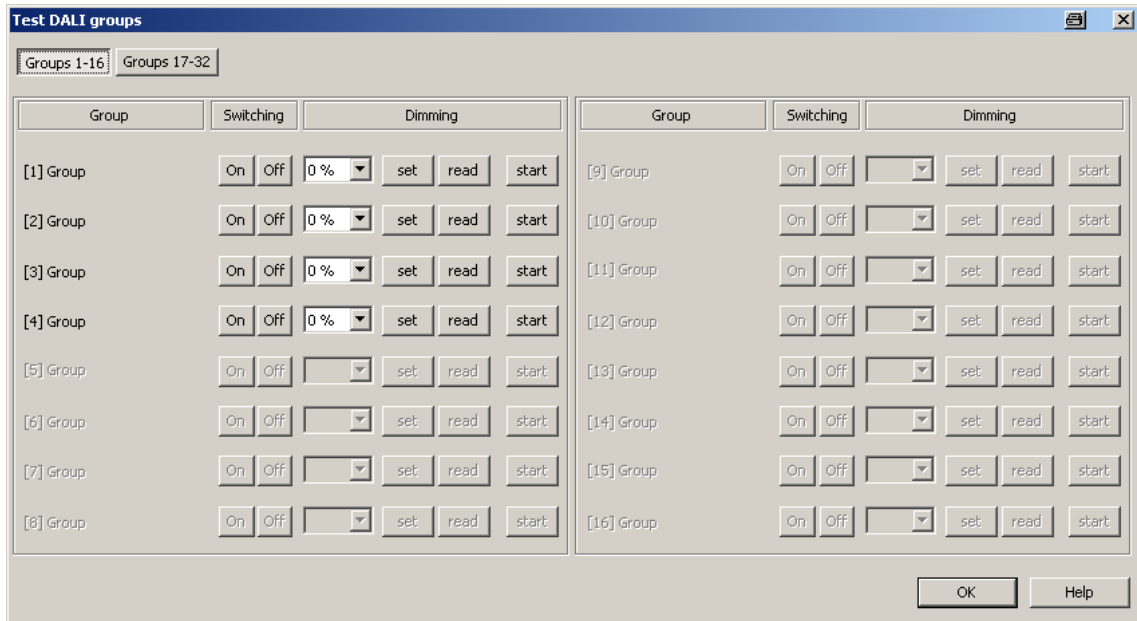 Test DALI groups
Groups 1-16 Groups 17-32
Group Switching Dimming Group Switching Dimming
[1] Group On Off 0 % set read start [9] Group On Off set read start
[2] Group On Off 0 % set read start [10] Group On Off set read start
[3] Group On Off 0 % set read start [11] Group On Off set read start
[4] Group On Off 0 % set read start [12] Group On Off set read start
[5] Group On Off set read start [13] Group On Off set read start
[6] Group On Off set read start [14] Group On Off set read start
[7] Group On Off set read start [15] Group On Off set read start
[8] Group On Off set read start [16] Group On Off set read start
OK Help